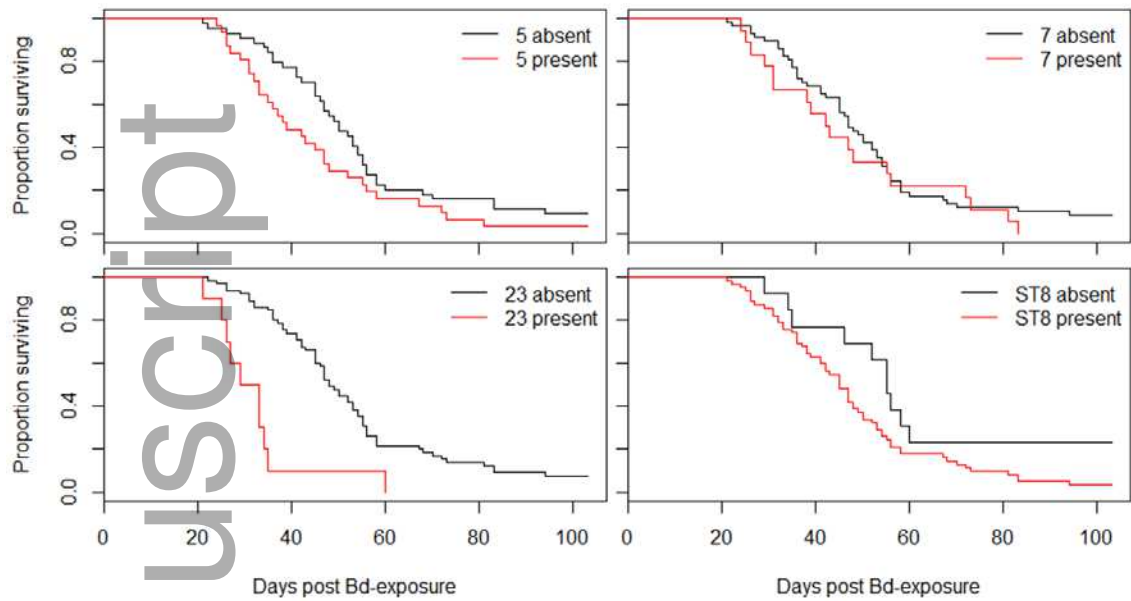 5 absent
5 present
7 absent
7 present
Proportion surviving
0.0 0.4 0.8
23 absent
23 present
ST8 absent
ST8 present
Proportion surviving
0.0 0.4 0.8
0 20 40 60 80 100
0 20 40 60 80 100
Days post Bd-exposure
Days post Bd-exposure
uscript